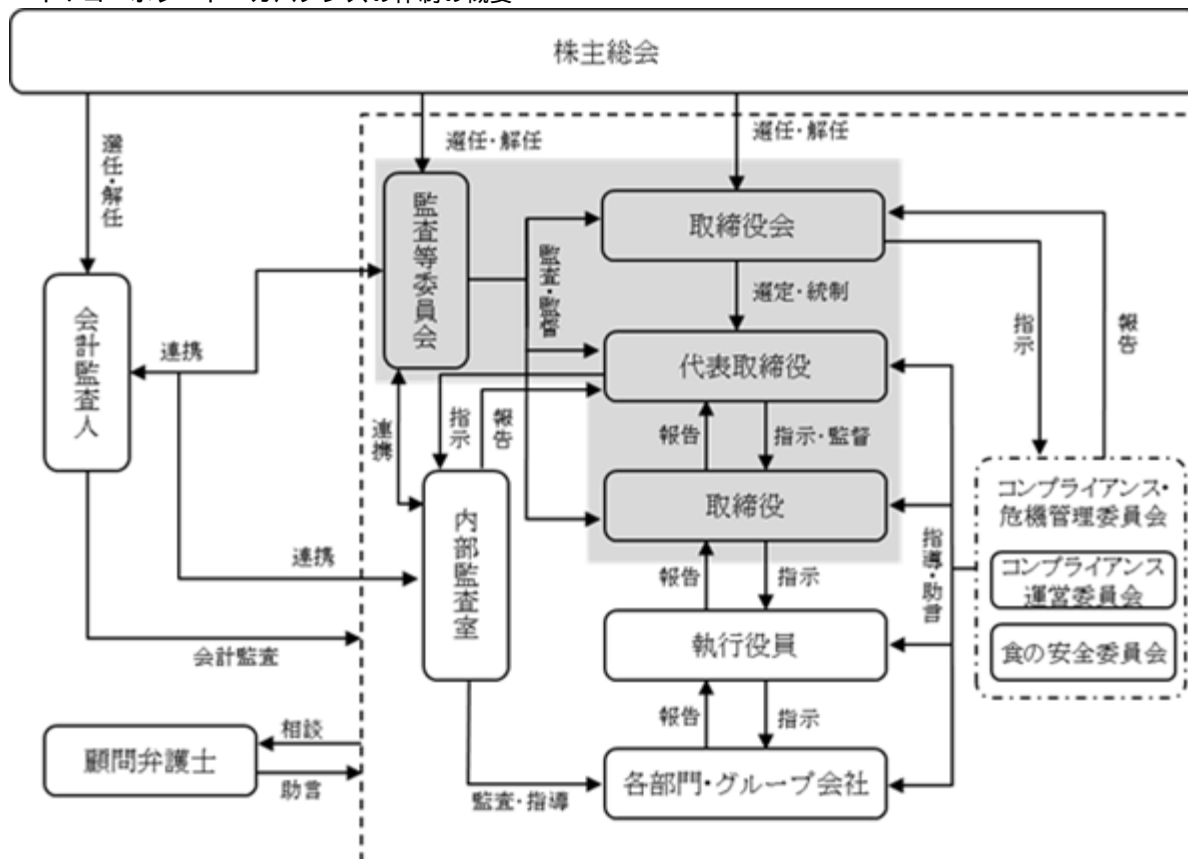 株主総会
選任・解任
選任・解任
選任・解任
監査等委員会
取締役会
監査・監督
選定・統制
指示
報告
会計監査人
連携
代表取締役
連携
指示
報告
報告
指示・監督
取締役
内部監査室
連携
コンプライアンス・
危機管理委員会
コンプライアンス
運営委員会
食の安全委員会
指導・助言
報告
指示
執行役員
会計監査
報告
指示
相談
顧問弁護士
助言
監査・指導
各部門・グループ会社